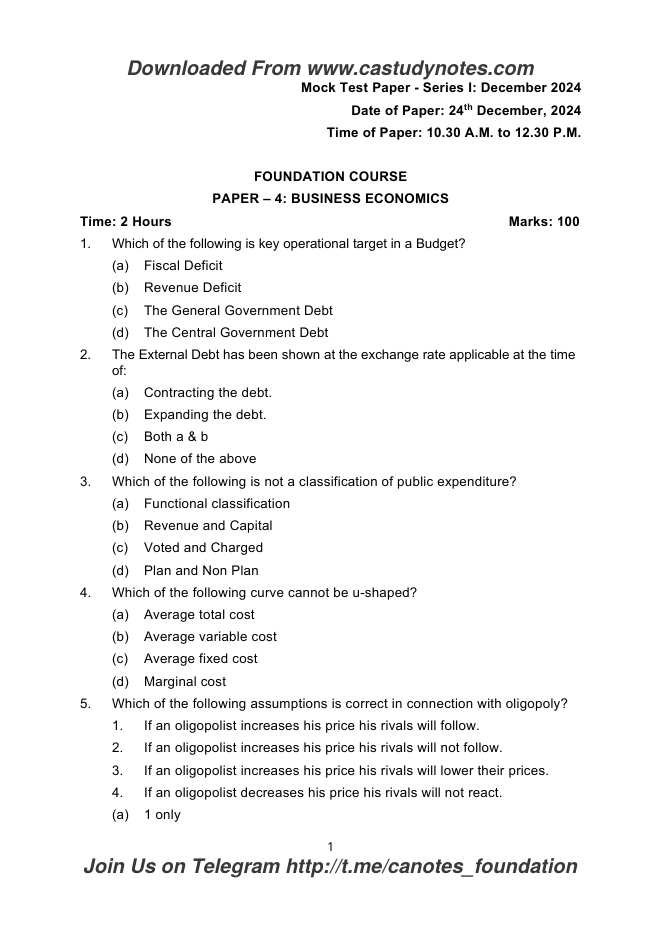 Downloaded From www.castudynotes.com
Mock Test Paper - Series I: December 2024
Date of Paper: 24th December, 2024
Time of Paper: 10.30 A.M. to 12.30 P.M.
FOUNDATION COURSE
PAPER – 4: BUSINESS ECONOMICS
Time: 2 Hours Marks: 100
1. Which of the following is key operational target in a Budget?
(a) Fiscal Deficit
(b) Revenue Deficit
(c) The General Government Debt
(d) The Central Government Debt
2. The External Debt has been shown at the exchange rate applicable at the time
of:
(a) Contracting the debt.
(b) Expanding the debt.
(c) Both a & b
(d) None of the above
3. Which of the following is not a classification of public expenditure?
(a) Functional classification
(b) Revenue and Capital
(c) Voted and Charged
(d) Plan and Non Plan
4. Which of the following curve cannot be u-shaped?
(a) Average total cost
(b) Average variable cost
(c) Average fixed cost
(d) Marginal cost
5. Which of the following assumptions is correct in connection with oligopoly?
1. If an oligopolist increases his price his rivals will follow.
2. If an oligopolist increases his price his rivals will not follow.
3. If an oligopolist increases his price his rivals will lower their prices.
4. If an oligopolist decreases his price his rivals will not react.
(a) 1 only
1
Join Us on Telegram http://t.me/canotes_foundation